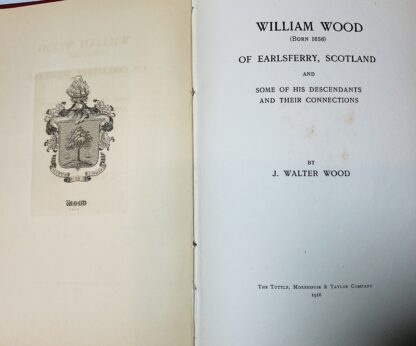 WOOD
WILLIAM WOOD
(BORN 1656)
OF EARLSFERRY, SCOTLAND
AND
SOME OF HIS DESCENDANTS
AND THEIR CONNECTIONS
BY
J. WALTER WOOD
THE TUTTLE, MOREHOUSE & TAYLOR COMPANY
1916